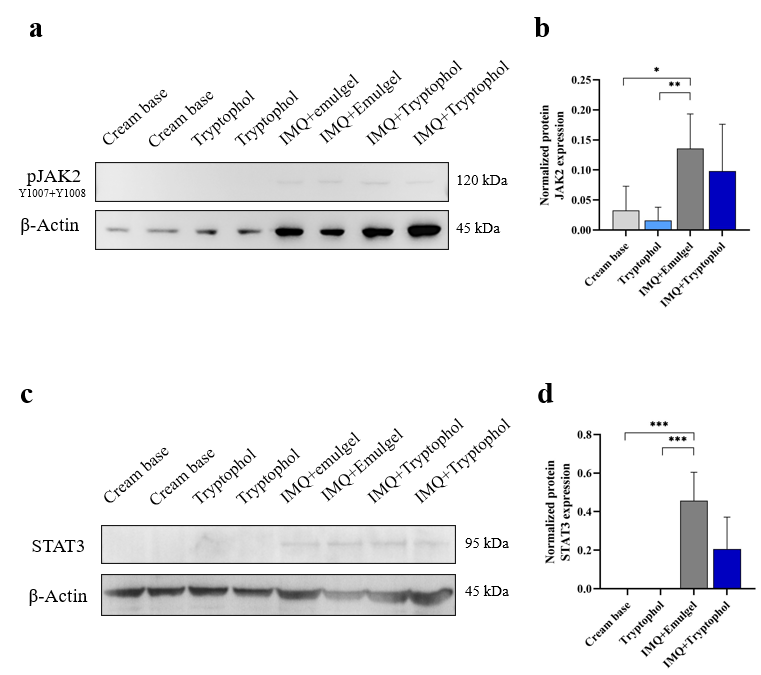 a
Cream base
Cream base
Tryptophol
Tryptophol
IMQ+emulgel
IMQ+Emulgel
IMQ+Tryptophol
IMQ+Tryptophol
pJAK2
Y1007+Y1008
120 kDa
β-Actin
45 kDa
b
Normalized protein
JAK2 expression
0.25
0.20
0.15
0.10
0.05
0.00
*
**
Cream base
Tryptophol
IMQ+Emulgel
IMQ+Tryptophol
c
Cream base
Cream base
Tryptophol
Tryptophol
IMQ+emulgel
IMQ+Emulgel
IMQ+Tryptophol
IMQ+Tryptophol
STAT3
95 kDa
β-Actin
45 kDa
d
Normalized protein
STAT3 expression
0.8
0.6
0.4
0.2
0.0
***
***
Cream base
Tryptophol
IMQ+Emulgel
IMQ+Tryptophol